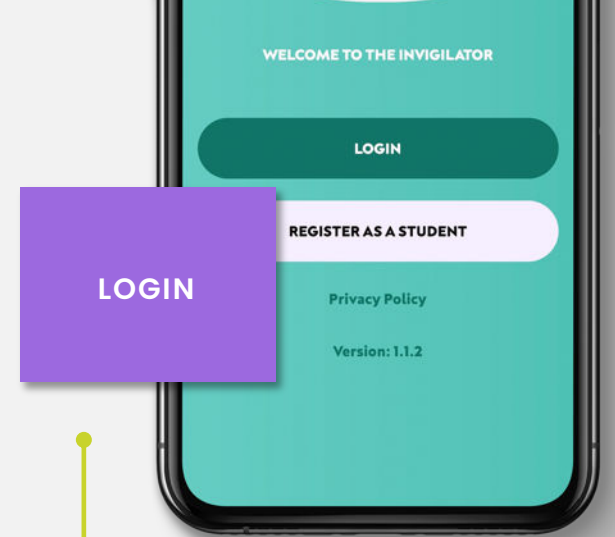 WELCOME TO THE INVIGILATOR
LOGIN
REGISTER AS A STUDENT
LOGIN
Privacy Policy
Version: 1.1.2